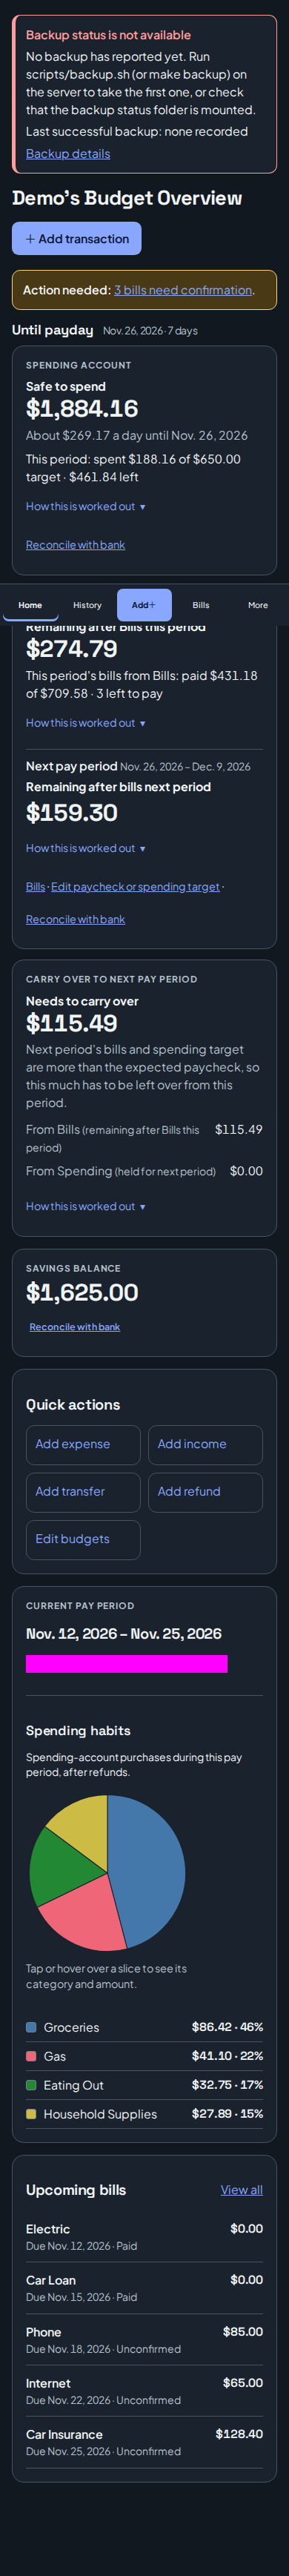 Backup status is not available
No backup has reported yet. Run
scripts/backup.sh (or make backup) on
the server to take the first one, or check
that the backup status folder is mounted.
Last successful backup: none recorded
Backup details
Demo's Budget Overview
+ Add transaction
Action needed: 3 bills need confirmation.
Until payday Nov. 26, 2026 · 7 days
SPENDING ACCOUNT
Safe to spend
$1,884.16
About $269.17 a day until Nov. 26, 2026
This period: spent $188.16 of $650.00
target · $461.84 left
How this is worked out ▾
Reconcile with bank
Home History Add+ Bills More
Remaining after Bills this period
$274.79
This period's bills from Bills: paid $431.18
of $709.58 · 3 left to pay
How this is worked out ▾
Next pay period Nov. 26, 2026 – Dec. 9, 2026
Remaining after bills next period
$159.30
How this is worked out ▾
Bills · Edit paycheck or spending target ·
Reconcile with bank
CARRY OVER TO NEXT PAY PERIOD
Needs to carry over
$115.49
Next period's bills and spending target
are more than the expected paycheck, so
this much has to be left over from this
period.
From Bills (remaining after Bills this period) $115.49
From Spending (held for next period) $0.00
How this is worked out ▾
SAVINGS BALANCE
$1,625.00
Reconcile with bank
Quick actions
Add expense Add income
Add transfer Add refund
Edit budgets
CURRENT PAY PERIOD
Nov. 12, 2026 – Nov. 25, 2026
Spending habits
Spending-account purchases during this pay
period, after refunds.
Tap or hover over a slice to see its
category and amount.
Groceries $86.42 · 46%
Gas $41.10 · 22%
Eating Out $32.75 · 17%
Household Supplies $27.89 · 15%
Upcoming bills View all
Electric $0.00
Due Nov. 12, 2026 · Paid
Car Loan $0.00
Due Nov. 15, 2026 · Paid
Phone $85.00
Due Nov. 18, 2026 · Unconfirmed
Internet $65.00
Due Nov. 22, 2026 · Unconfirmed
Car Insurance $128.40
Due Nov. 25, 2026 · Unconfirmed